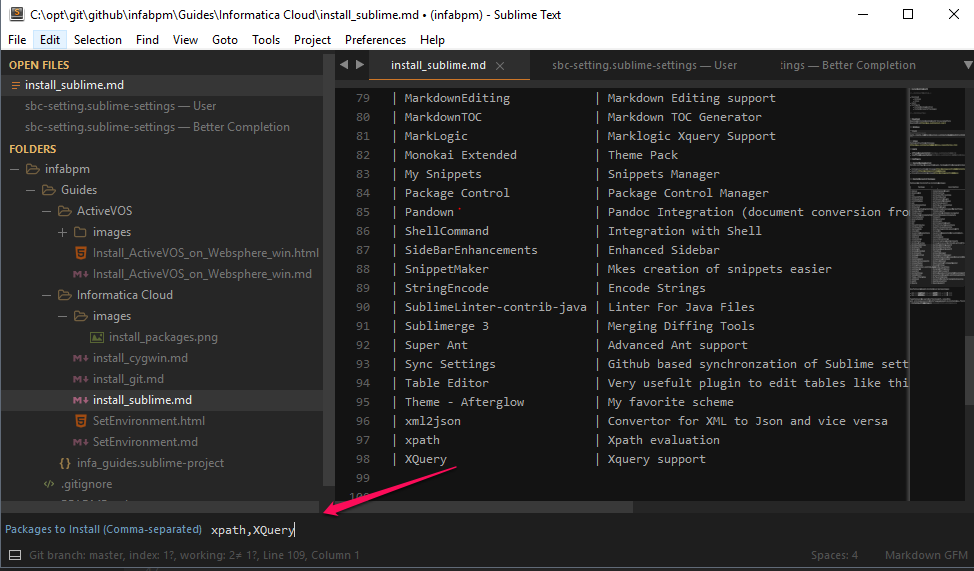 C:\opt\git\github\infabpm\Guides\Informatica Cloud\install_sublime.md • (infabpm) - Sublime Text
File Edit Selection Find View Goto Tools Project Preferences Help
OPEN FILES
install_sublime.md
sbc-setting.sublime-settings — User
sbc-setting.sublime-settings — Better Completion
FOLDERS
infabpm
Guides
ActiveVOS
images
Install_ActiveVOS_on_Websphere_win.html
Install_ActiveVOS_on_Websphere_win.md
Informatica Cloud
images
install_packages.png
install_cygwin.md
install_git.md
install_sublime.md
SetEnvironment.html
SetEnvironment.md
infa_guides.sublime-project
.gitignore
install_sublime.md sbc-setting.sublime-settings — User :ings — Better Completion
79 | MarkdownEditing | Markdown Editing support
80 | MarkdownTOC | Markdown TOC Generator
81 | MarkLogic | Marklogic Xquery Support
82 | Monokai Extended | Theme Pack
83 | My Snippets | Snippets Manager
84 | Package Control | Package Control Manager
85 | Pandown | Pandoc Integration (document conversion fro
86 | ShellCommand | Integration with Shell
87 | SideBarEnhancements | Enhanced Sidebar
88 | SnippetMaker | Mkes creation of snippets easier
89 | StringEncode | Encode Strings
90 | SublimeLinter-contrib-java | Linter For Java Files
91 | Sublimerge 3 | Merging Diffing Tools
92 | Super Ant | Advanced Ant support
93 | Sync Settings | Github based synchronzation of Sublime sett
94 | Table Editor | Very usefult plugin to edit tables like thi
95 | Theme - Afterglow | My favorite scheme
96 | xml2json | Convertor for XML to Json and vice versa
97 | xpath | Xpath evaluation
98 | XQuery | Xquery support
99
Packages to Install (Comma-separated) xpath,XQuery
Git branch: master, index: 1?, working: 2≠ 1?, Line 109, Column 1 Spaces: 4 Markdown GFM